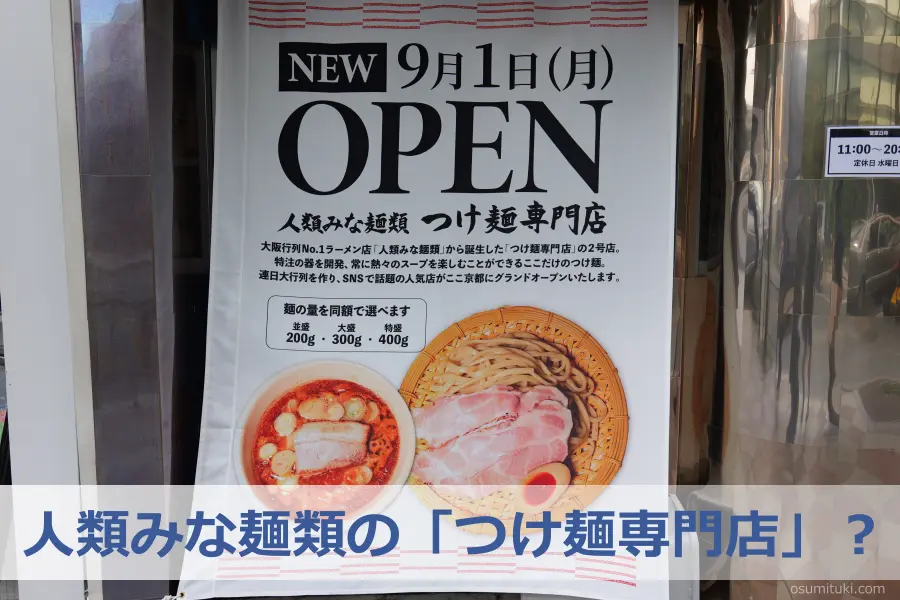 NEW 9月1日(月)
OPEN
人類みな麺類 つけ麺専門店
大阪行列No.1ラーメン店「人類みな麺類」から誕生した「つけ麺専門店」の2号店。
特注の器を開発、常に熱々のスープを楽しむことができるここだけのつけ麺。
連日大行列を作り、SNSで話題の人気店がここ京都にグランドオープンいたします。
麺の量を同額で選べます
並盛 大盛 特盛
200g・300g・400g
営業日時
11:00〜20:
定休日 水曜日
人類みな麺類の「つけ麺専門店」?
osumituki.com